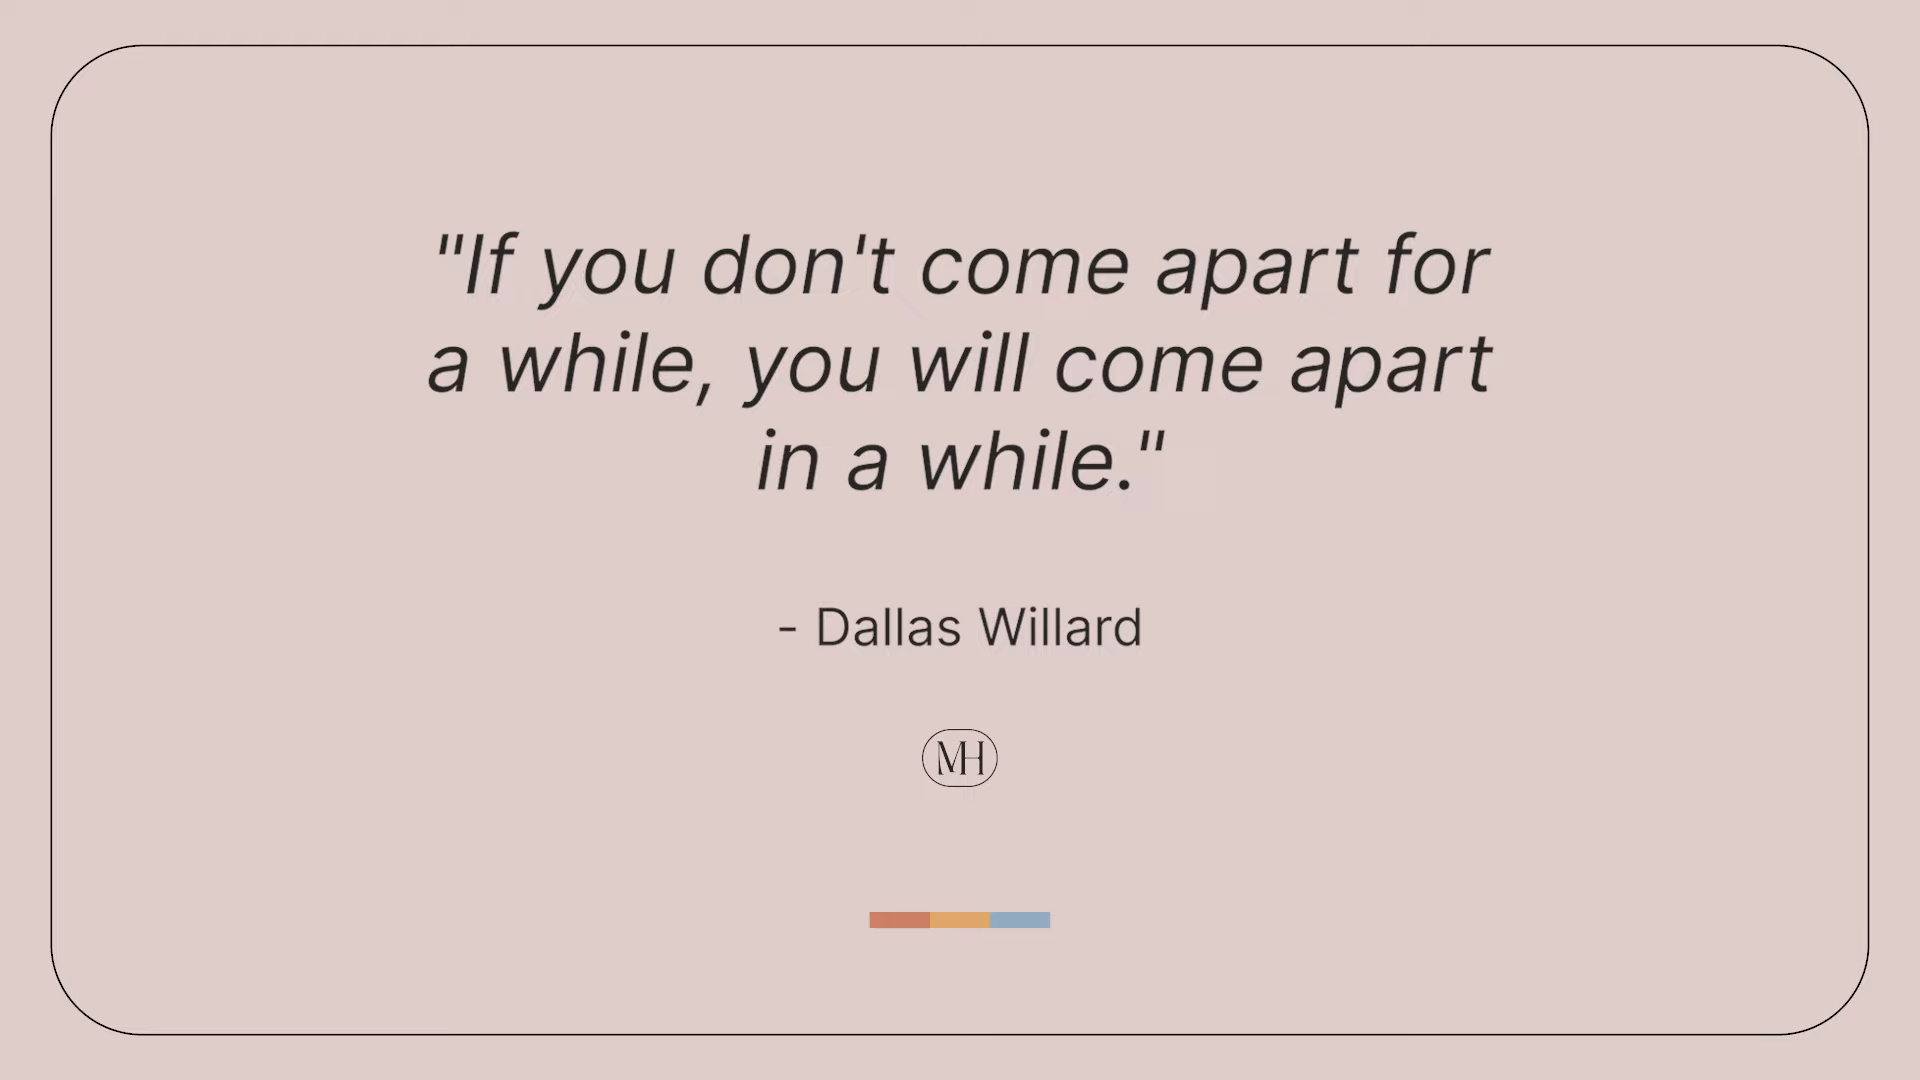 "If you don't come apart for
a while, you will come apart
in a while."
- Dallas Willard
MH